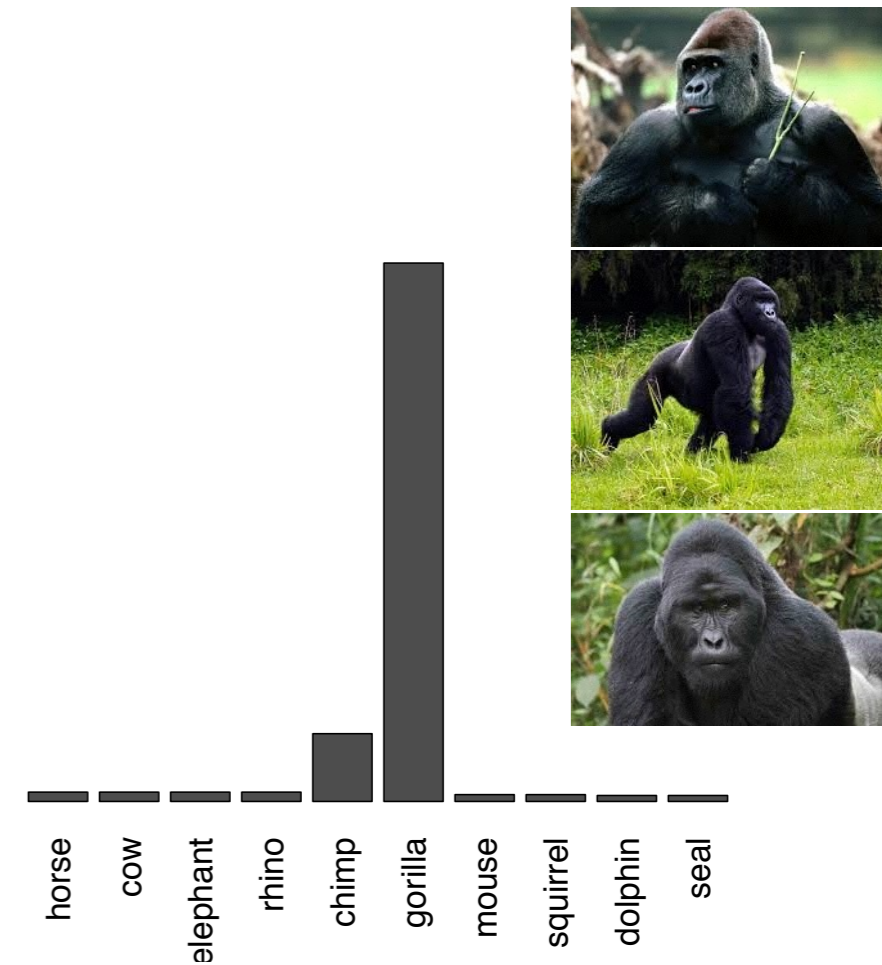 horse
cow
elephant
rhino
chimp
gorilla
mouse
squirrel
dolphin
seal